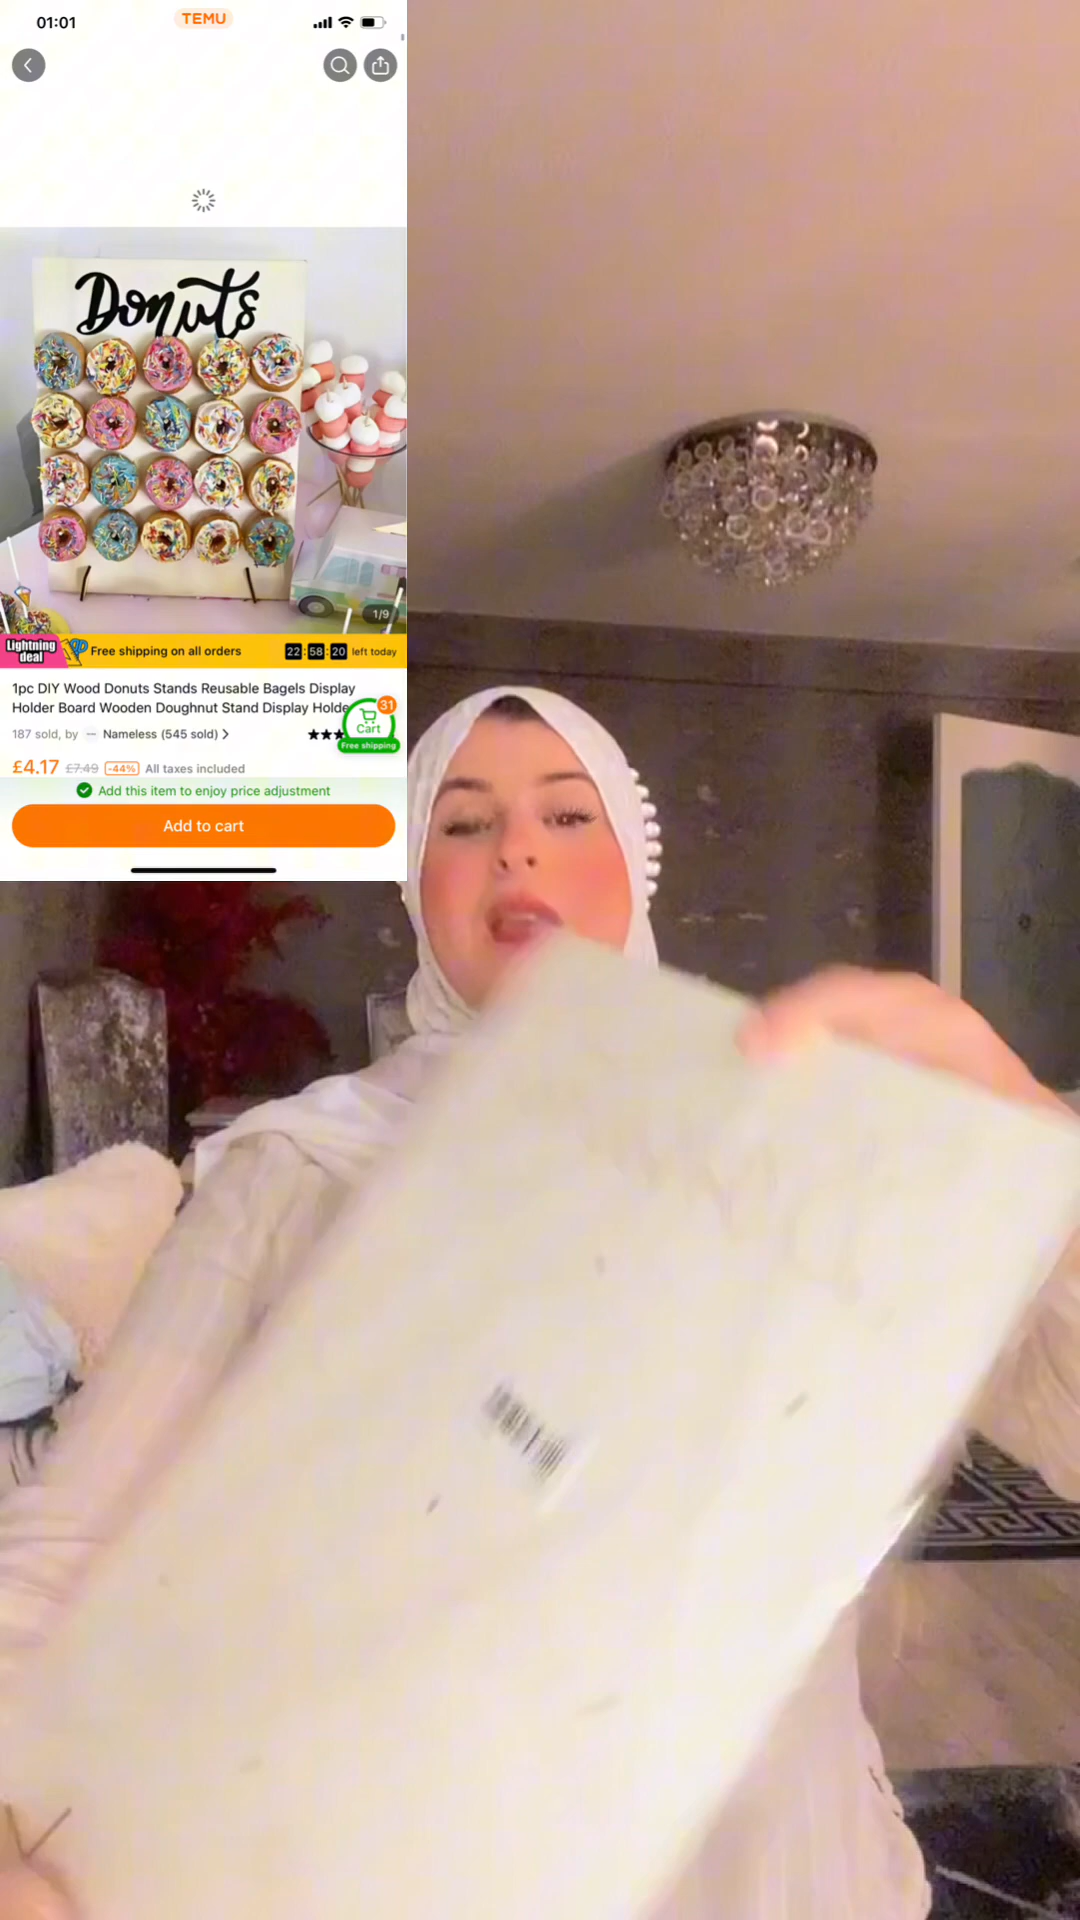 01:01
TEMU
Donuts
1/9
Lightning deal
Free shipping on all orders
22:58:20 left today
1pc DIY Wood Donuts Stands Reusable Bagels Display
Holder Board Wooden Doughnut Stand Display Holde
31
Cart
Free shipping
187 sold, by Nameless (545 sold) >
£4.17 £7.49 -44% All taxes included
Add this item to enjoy price adjustment
Add to cart